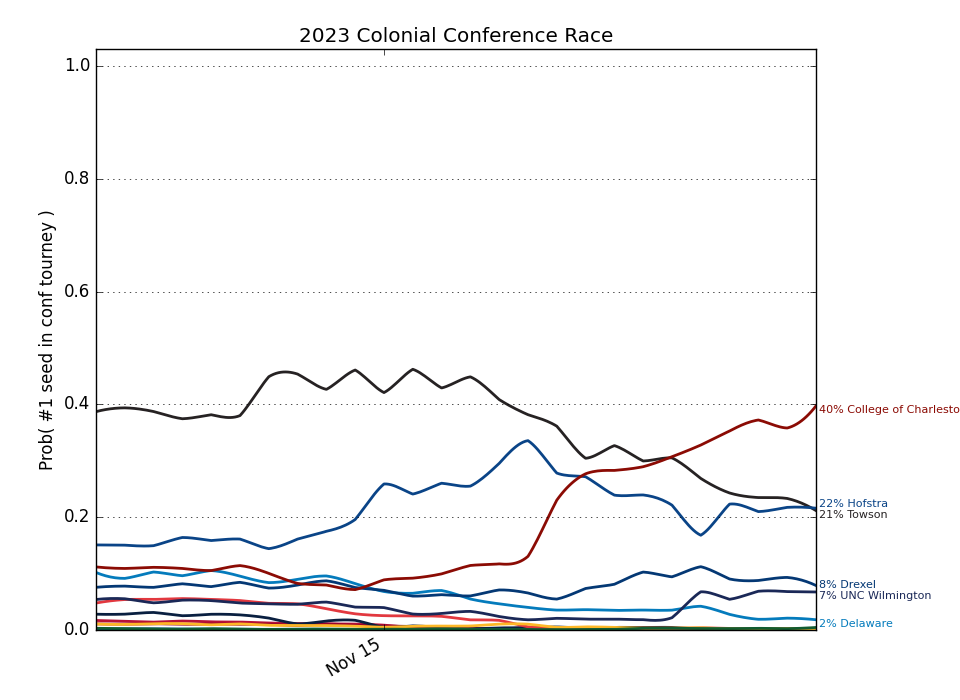 2023 Colonial Conference Race
Prob( #1 seed in conf tourney )
1.0
0.8
0.6
0.4
0.2
0.0
Nov 15
40% College of Charlesto
22% Hofstra
21% Towson
8% Drexel
7% UNC Wilmington
2% Delaware